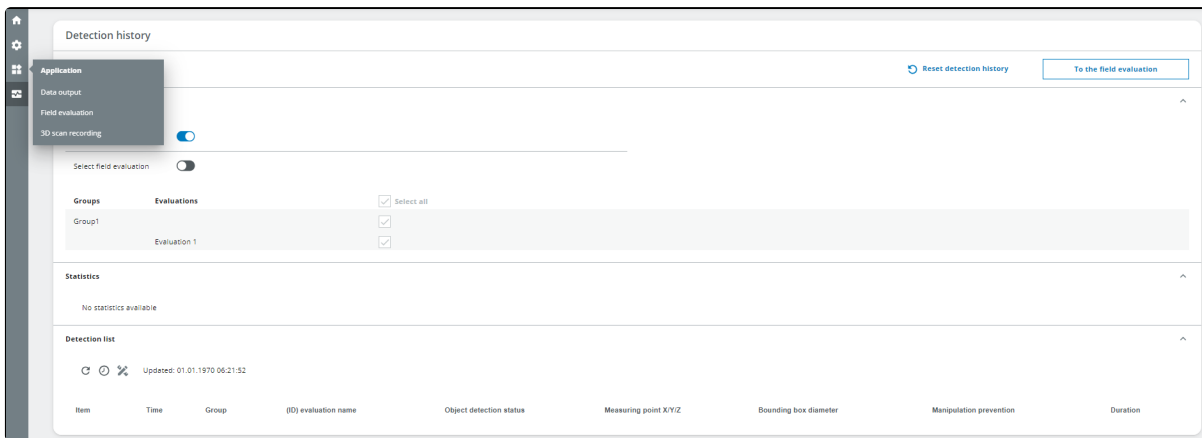 Detection history
Application
Reset detection history
To the field evaluation
Data output
Field evaluation
3D scan recording
Select field evaluation
Groups Evaluations Select all
Group1
Evaluation 1
Statistics
No statistics available
Detection list
Updated: 01.01.1970 06:21:52
Item Time Group (ID) evaluation name Object detection status Measuring point X/Y/Z Bounding box diameter Manipulation prevention Duration